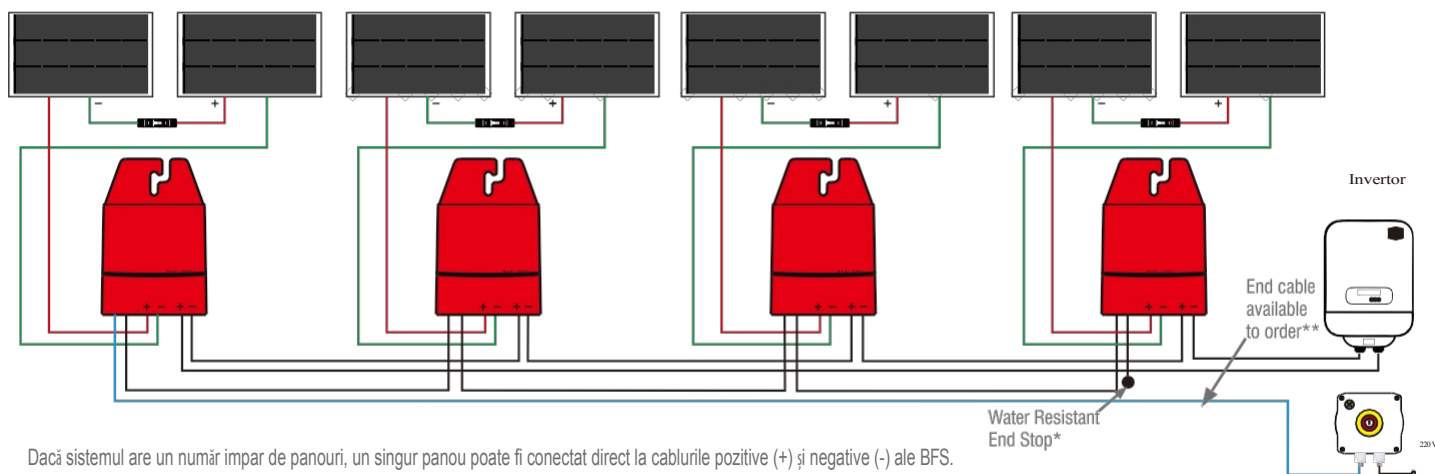 − +
− +
− +
− +
Invertor
+ − + −
+ − + −
+ − + −
+ − + −
End cable
available
to order**
Water Resistant
End Stop*
220 V
Dacă sistemul are un număr impar de panouri, un singur panou poate fi conectat direct la cablurile pozitive (+) și negative (-) ale BFS.